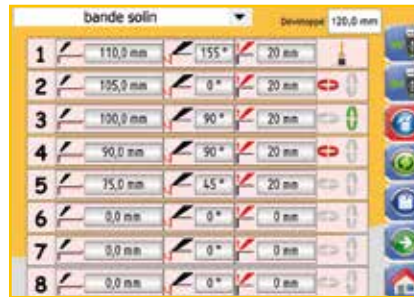 bande solin Développé 120,0 mm
1 110,0 mm 155° 20 mm
2 105,0 mm 0° 20 mm
3 100,0 mm 90° 20 mm
4 90,0 mm 90° 20 mm
5 75,0 mm 45° 20 mm
6 0,0 mm 0° 0 mm
7 0,0 mm 0° 0 mm
8 0,0 mm 0° 0 mm